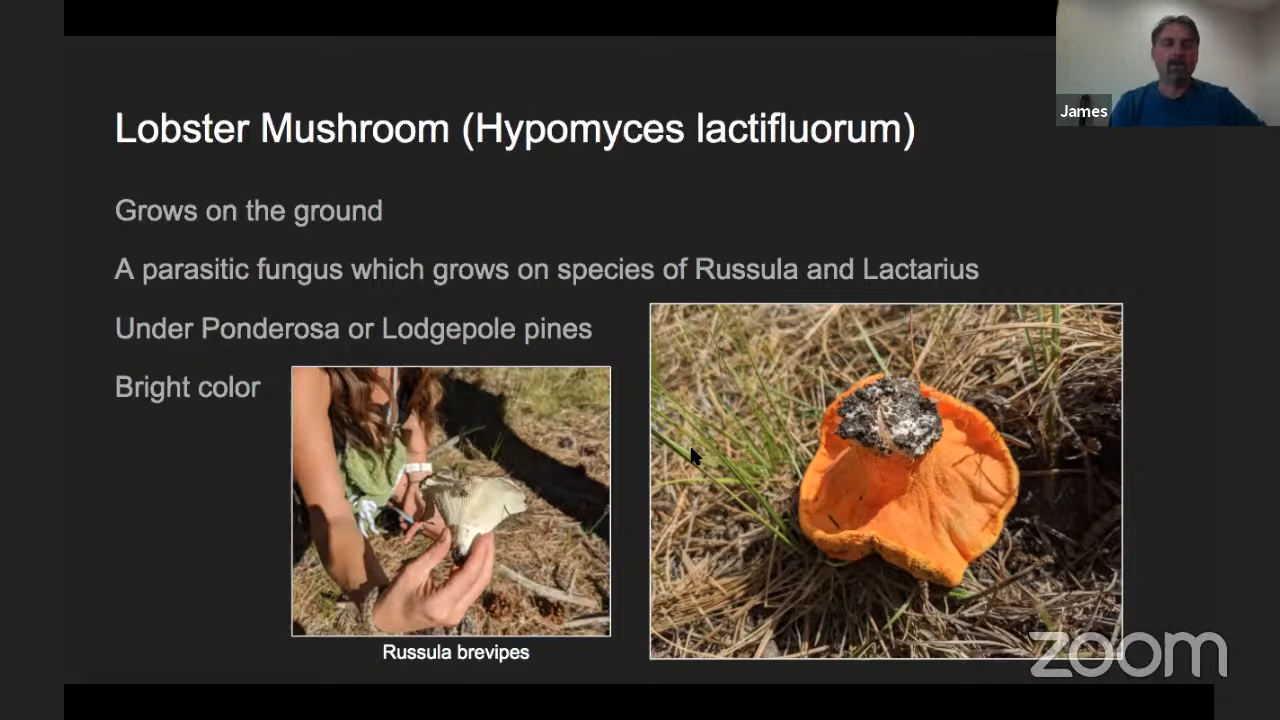 James
Lobster Mushroom (Hypomyces lactifluorum)
Grows on the ground
A parasitic fungus which grows on species of Russula and Lactarius
Under Ponderosa or Lodgepole pines
Bright color
Russula brevipes
zoom